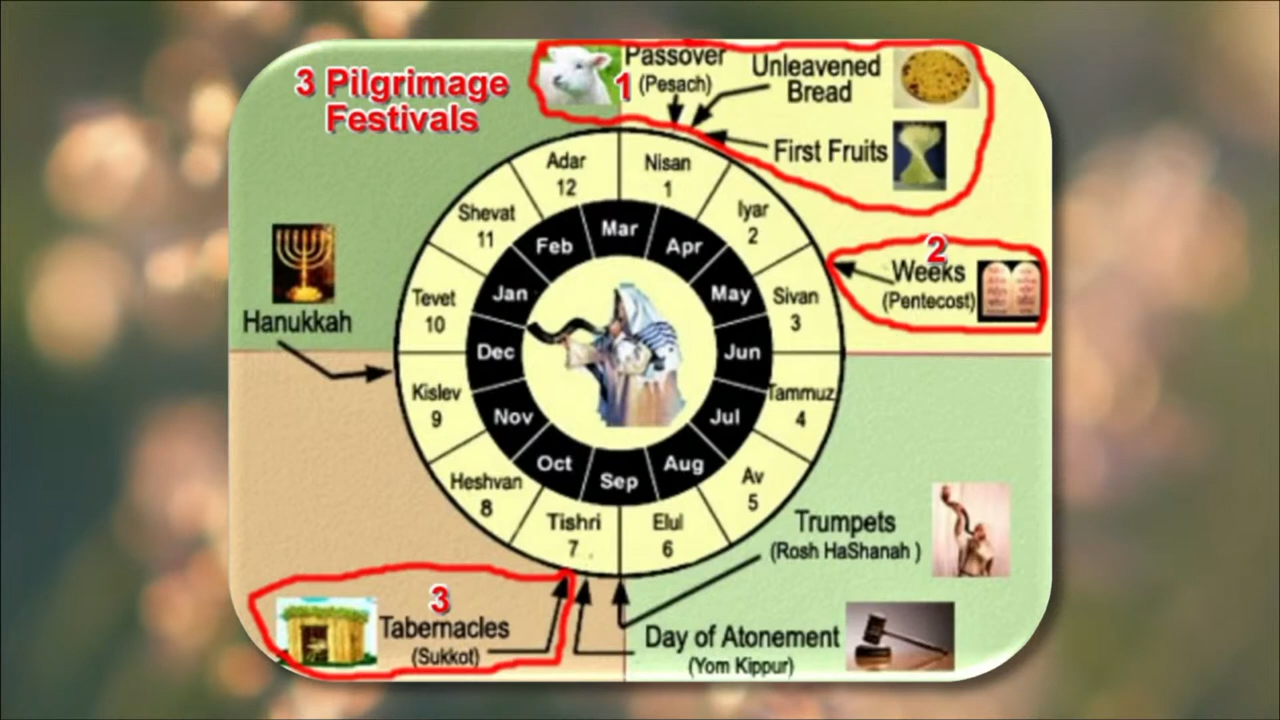 3 Pilgrimage
Festivals
1
Passover
(Pesach)
Unleavened
Bread
First Fruits
2
Weeks
(Pentecost)
Hanukkah
Trumpets
(Rosh HaShanah )
Day of Atonement
(Yom Kippur)
3
Tabernacles
(Sukkot)
Nisan
1
Iyar
2
Sivan
3
Tammuz
4
Av
5
Elul
6
Tishri
7
Heshvan
8
Kislev
9
Tevet
10
Shevat
11
Adar
12
Mar
Apr
May
Jun
Jul
Aug
Sep
Oct
Nov
Dec
Jan
Feb